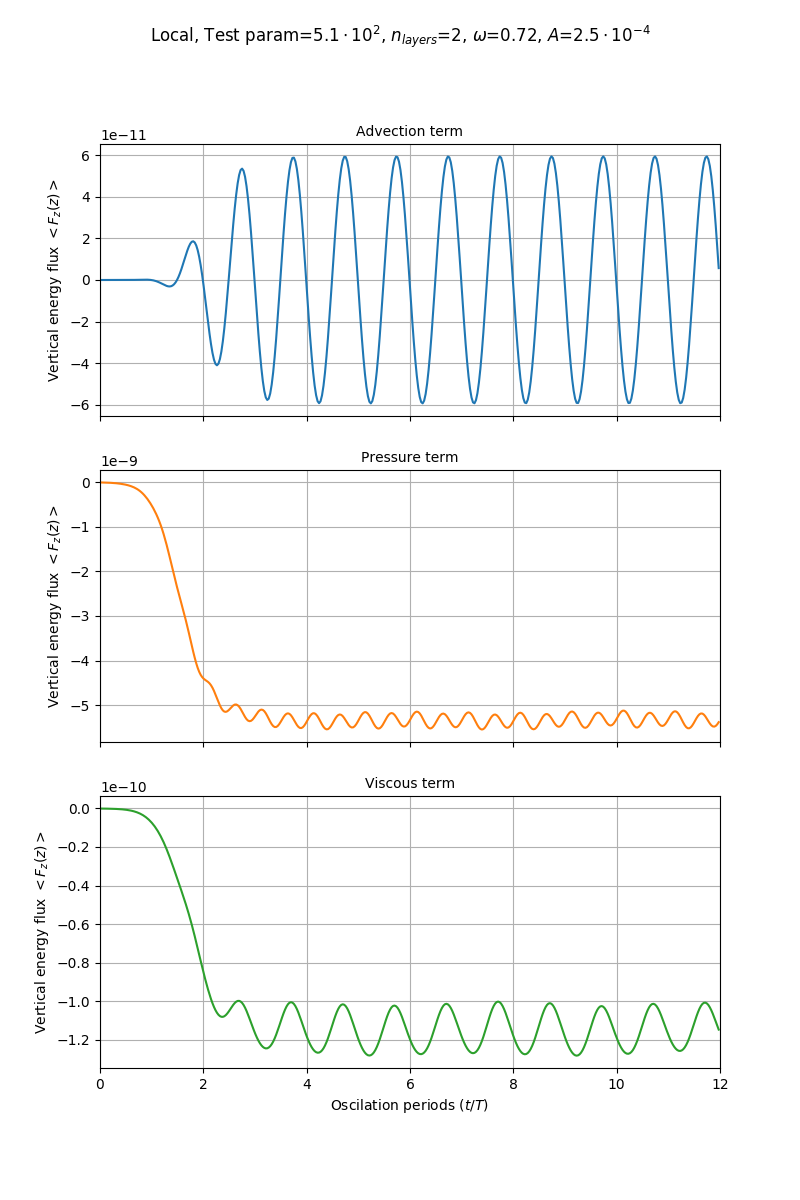 Local, Test param=5.1 · 10², n_layers=2, ω=0.72, A=2.5 · 10⁻⁴
1e−11
Advection term
6
4
2
0
−2
−4
−6
Vertical energy flux < F_z(z) >
1e−9
Pressure term
0
−1
−2
−3
−4
−5
Vertical energy flux < F_z(z) >
1e−10
Viscous term
0.0
−0.2
−0.4
−0.6
−0.8
−1.0
−1.2
Vertical energy flux < F_z(z) >
0 2 4 6 8 10 12
Oscilation periods (t/T)